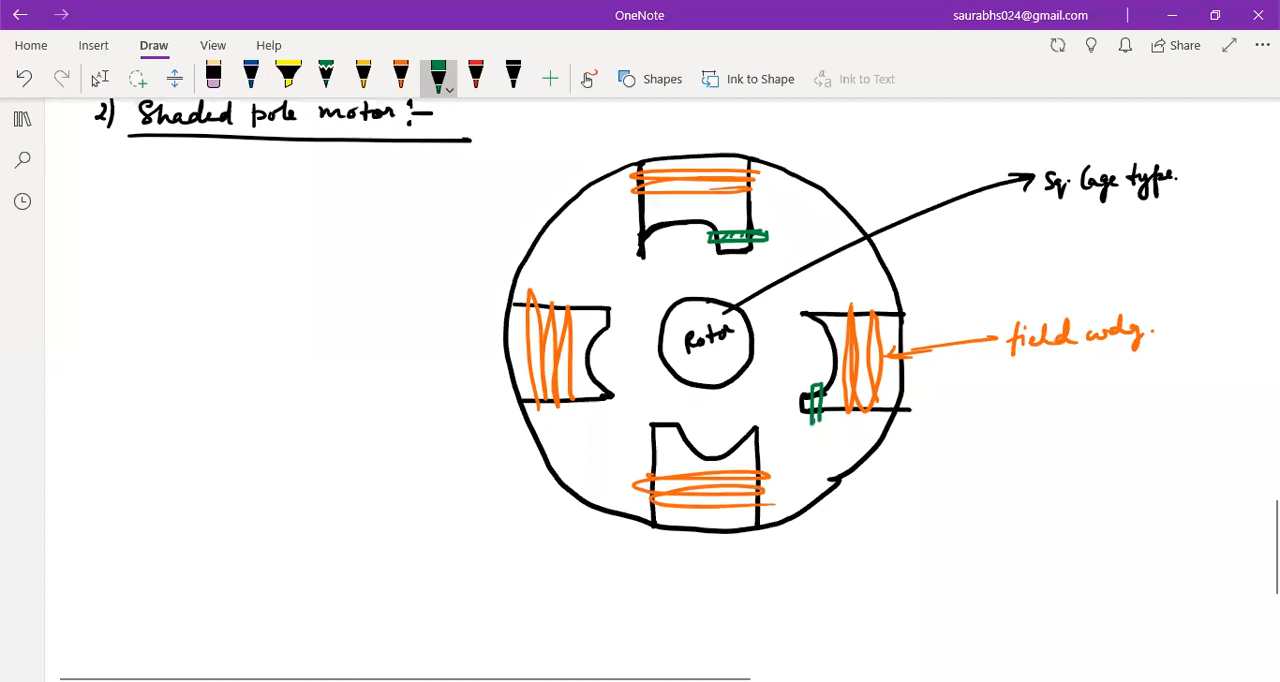 OneNote
saurabhs024@gmail.com
Home Insert Draw View Help
Share
Shapes
Ink to Shape
Ink to Text
2) Shaded pole motor :-
Sq. Cage type.
Rotor
field wdg.